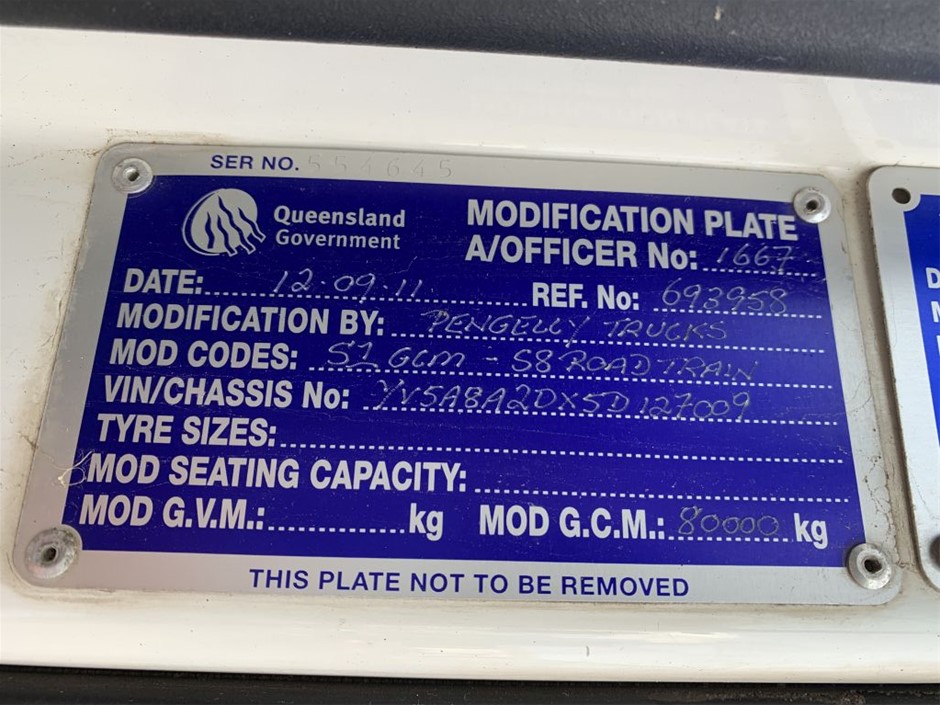 SER NO. 554645
Queensland
Government
MODIFICATION PLATE
A/OFFICER No: 1667
DATE: 12.09.11 REF. No: 693958
MODIFICATION BY: PENGELLY TRUCKS
MOD CODES: S1 GCM - S8 ROAD TRAIN
VIN/CHASSIS No: YV5A8A2DX5D127009
TYRE SIZES:
MOD SEATING CAPACITY:
MOD G.V.M.: kg MOD G.C.M.: 80000 kg
THIS PLATE NOT TO BE REMOVED
D